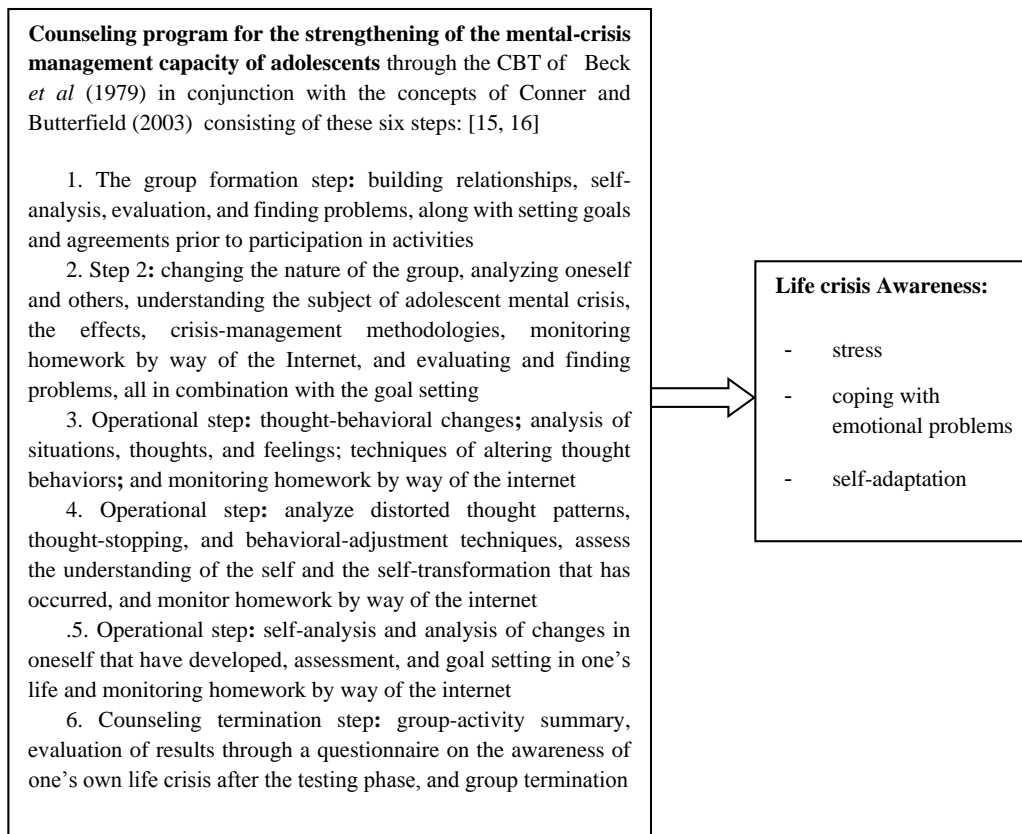 Counseling program for the strengthening of the mental-crisis
management capacity of adolescents through the CBT of Beck
et al (1979) in conjunction with the concepts of Conner and
Butterfield (2003) consisting of these six steps: [15, 16]
1. The group formation step: building relationships, self-
analysis, evaluation, and finding problems, along with setting goals
and agreements prior to participation in activities
2. Step 2: changing the nature of the group, analyzing oneself
and others, understanding the subject of adolescent mental crisis,
the effects, crisis-management methodologies, monitoring
homework by way of the Internet, and evaluating and finding
problems, all in combination with the goal setting
3. Operational step: thought-behavioral changes; analysis of
situations, thoughts, and feelings; techniques of altering thought
behaviors; and monitoring homework by way of the internet
4. Operational step: analyze distorted thought patterns,
thought-stopping, and behavioral-adjustment techniques, assess
the understanding of the self and the self-transformation that has
occurred, and monitor homework by way of the internet
.5. Operational step: self-analysis and analysis of changes in
oneself that have developed, assessment, and goal setting in one's
life and monitoring homework by way of the internet
6. Counseling termination step: group-activity summary,
evaluation of results through a questionnaire on the awareness of
one's own life crisis after the testing phase, and group termination
Life crisis Awareness:
- stress
- coping with
emotional problems
- self-adaptation